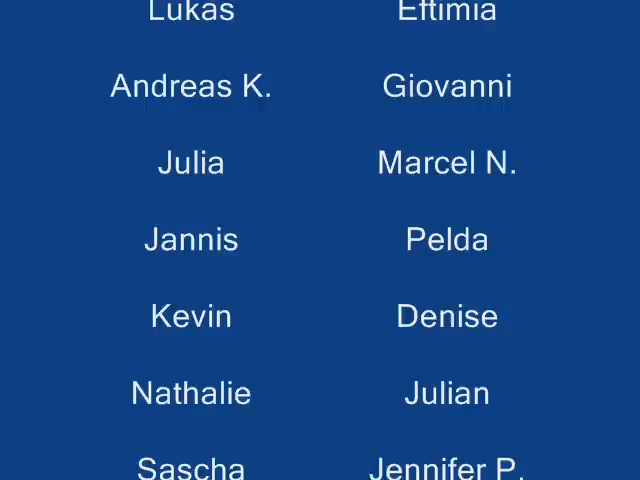 Lukas Eftimia
Andreas K. Giovanni
Julia Marcel N.
Jannis Pelda
Kevin Denise
Nathalie Julian
Sascha Jennifer P.